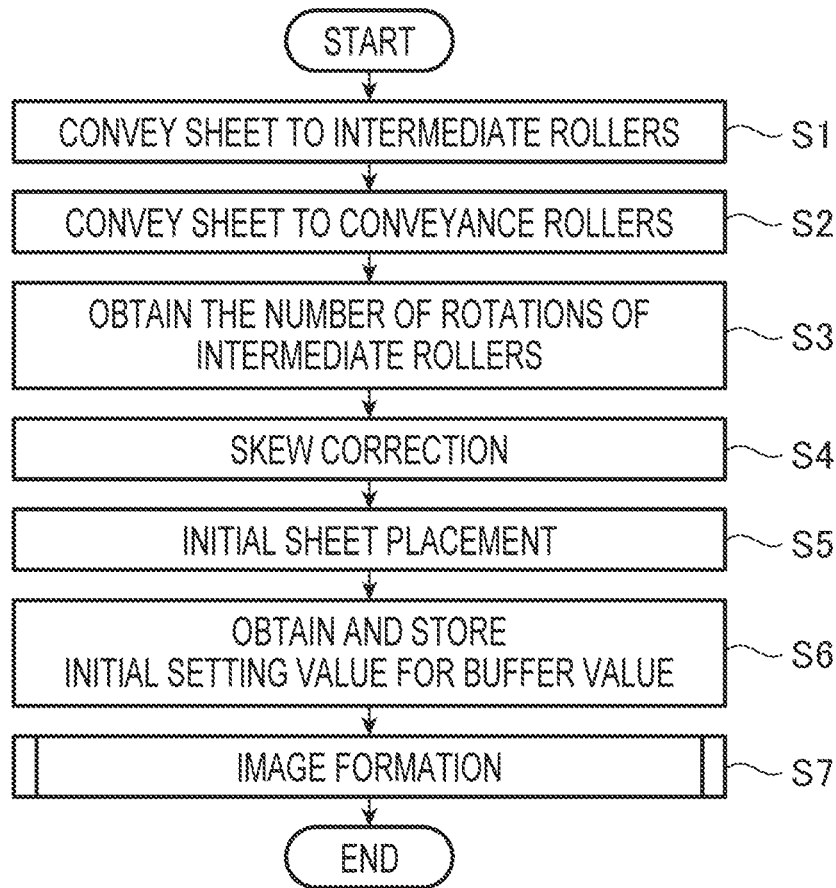 START
CONVEY SHEET TO INTERMEDIATE ROLLERS
S1
CONVEY SHEET TO CONVEYANCE ROLLERS
S2
OBTAIN THE NUMBER OF ROTATIONS OF
INTERMEDIATE ROLLERS
S3
SKEW CORRECTION
S4
INITIAL SHEET PLACEMENT
S5
OBTAIN AND STORE
INITIAL SETTING VALUE FOR BUFFER VALUE
S6
IMAGE FORMATION
S7
END